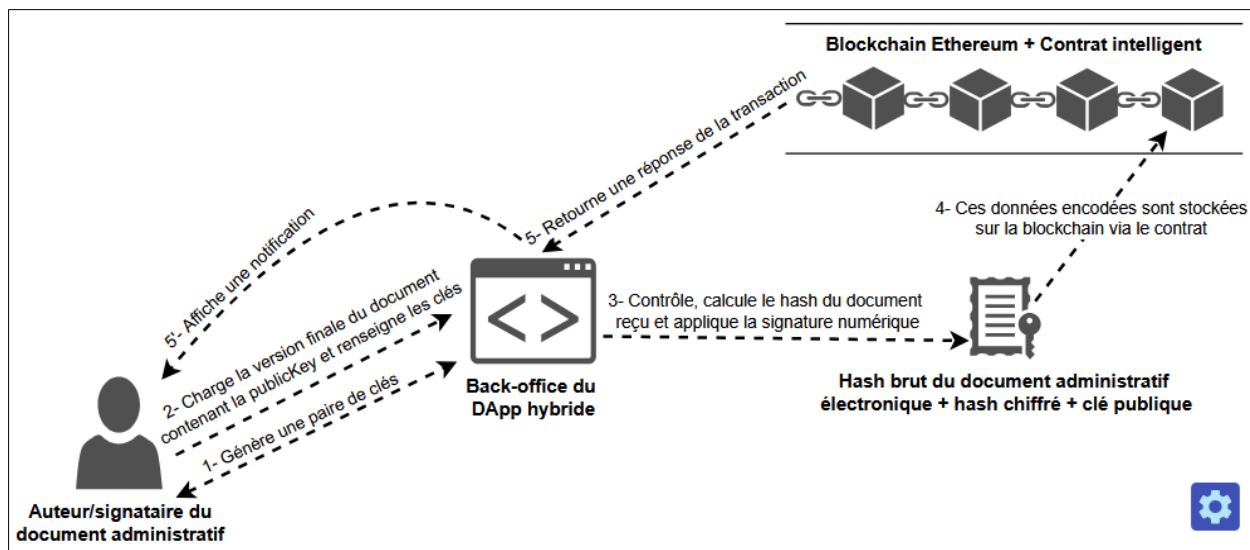 Blockchain Ethereum + Contrat intelligent
5- Retourne une réponse de la transaction
4- Ces données encodées sont stockées
sur la blockchain via le contrat
5'- Affiche une notification
2- Charge la version finale du document
contenant la publicKey et renseigne les clés
1- Génère une paire de clés
3- Contrôle, calcule le hash du document
reçu et applique la signature numérique
Back-office du
DApp hybride
Hash brut du document administratif
électronique + hash chiffré + clé publique
Auteur/signataire du
document administratif